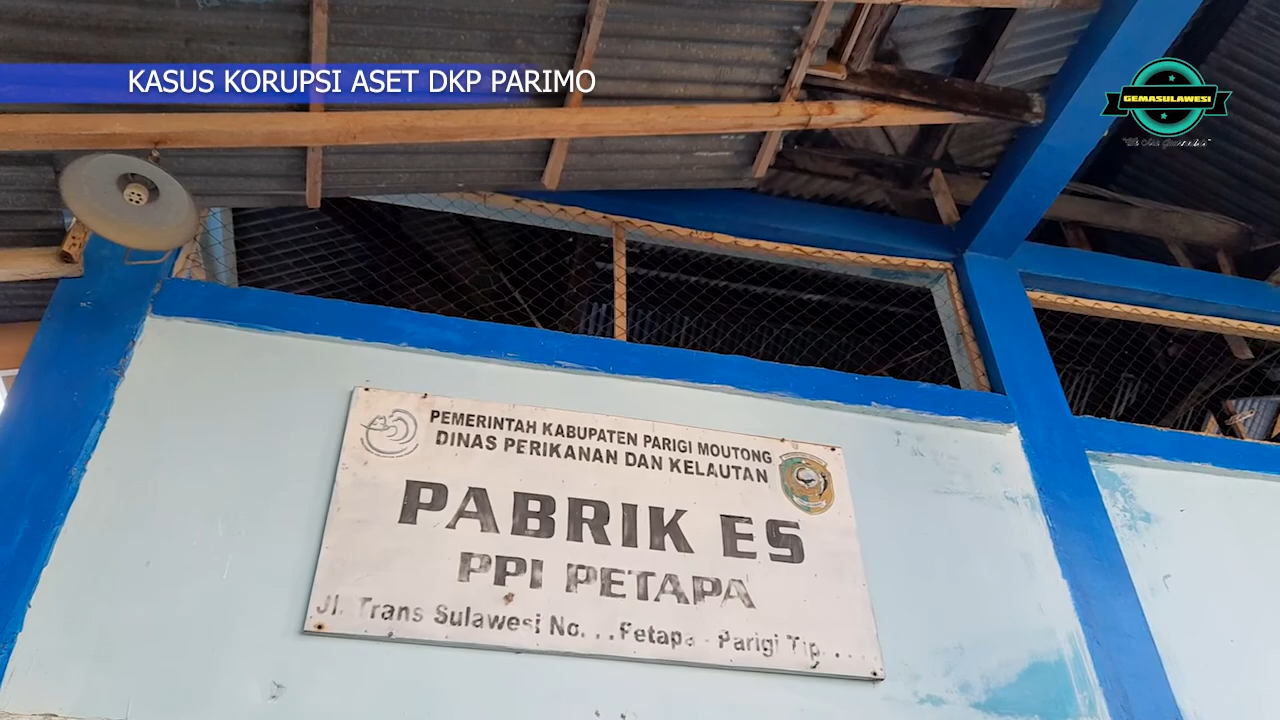 KASUS KORUPSI ASET DKP PARIMO
GEMASULAWESI
PEMERINTAH KABUPATEN PARIGI MOUTONG
DINAS PERIKANAN DAN KELAUTAN
PABRIK ES
PPI PETAPA
Jl. Trans Sulawesi No. . . Petapa - Parigi Tlp. . . .